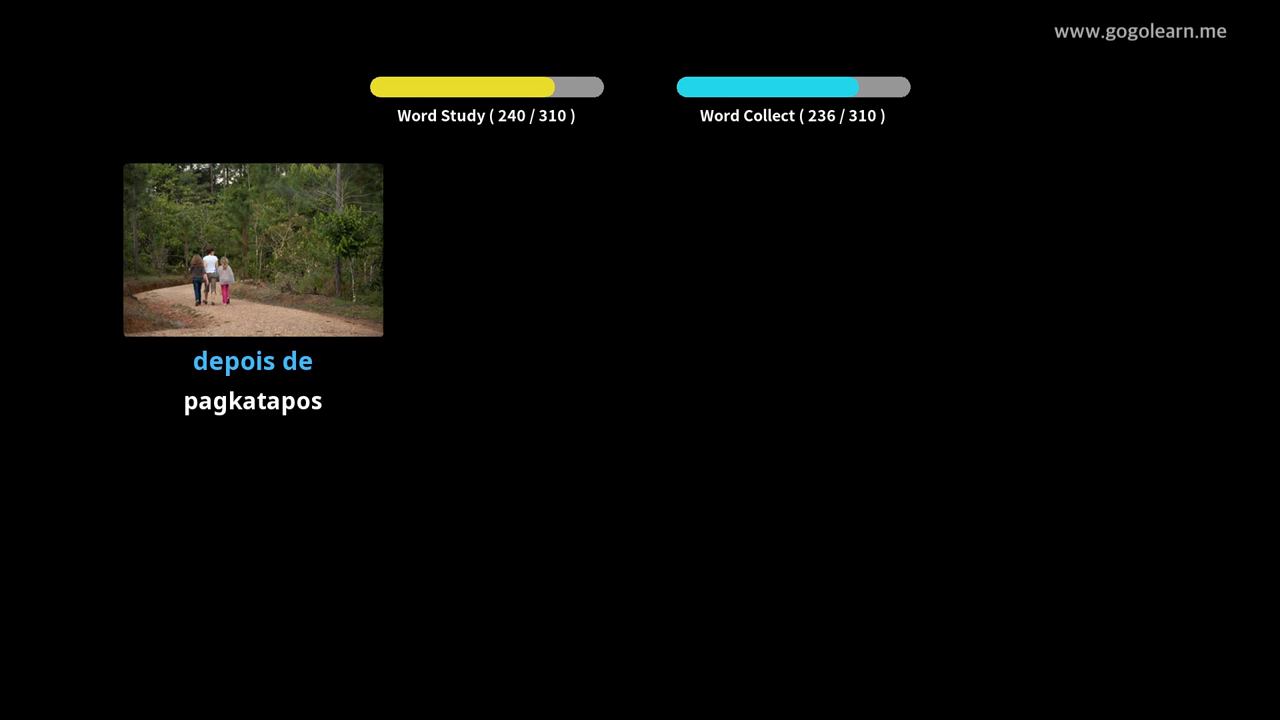 www.gogolearn.me
Word Study ( 240 / 310 )
Word Collect ( 236 / 310 )
depois de
pagkatapos